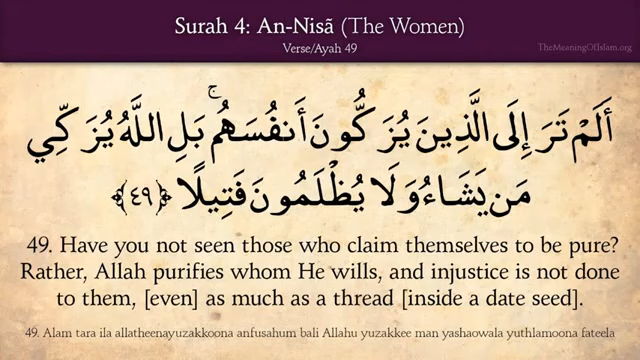 Surah 4: An-Nisã (The Women)
Verse/Ayah 49
TheMeaningOfIslam.org
أَلَمْ تَرَ إِلَى الَّذِينَ يُزَكُّونَ أَنفُسَهُم ۚ بَلِ اللَّهُ يُزَكِّي
مَن يَشَاءُ وَلَا يُظْلَمُونَ فَتِيلًا ﴿٤٩﴾
49. Have you not seen those who claim themselves to be pure?
Rather, Allah purifies whom He wills, and injustice is not done
to them, [even] as much as a thread [inside a date seed].
49. Alam tara ila allatheenayuzakkoona anfusahum bali Allahu yuzakkee man yashaowala yuthlamoona fateela